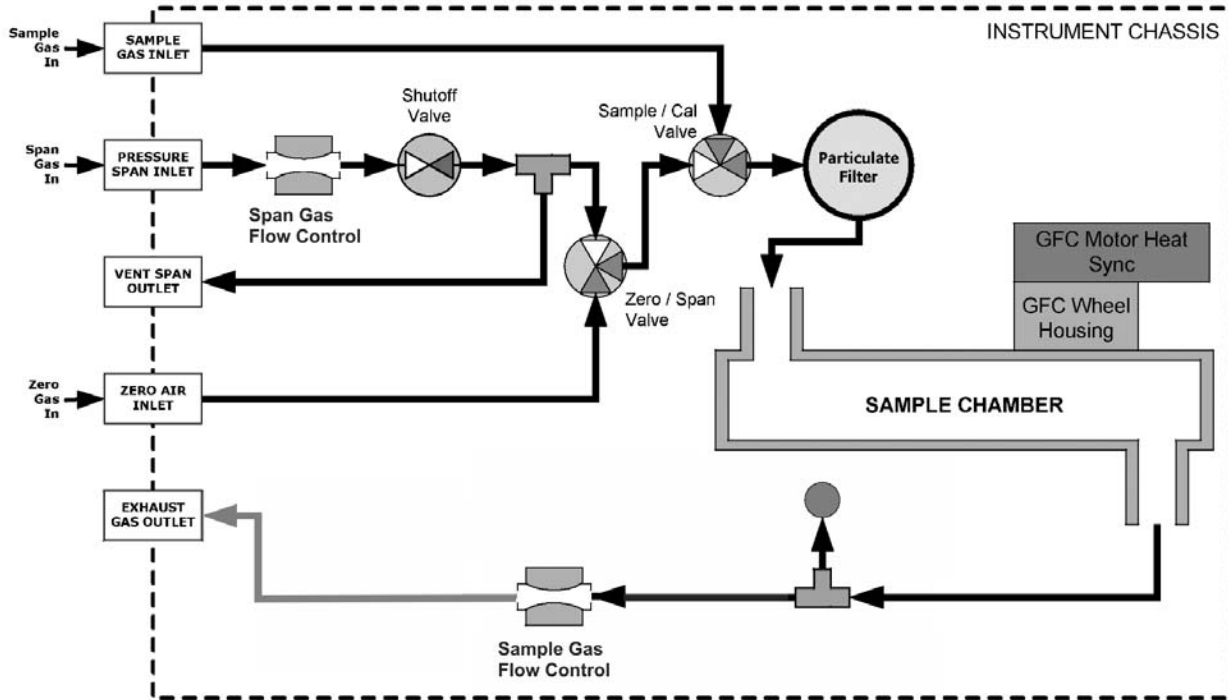 INSTRUMENT CHASSIS
Sample
Gas
In
SAMPLE
GAS INLET
Shutoff
Valve
Sample / Cal
Valve
Span
Gas
In
PRESSURE
SPAN INLET
Particulate
Filter
Span Gas
Flow Control
GFC Motor Heat
Sync
VENT SPAN
OUTLET
Zero / Span
Valve
GFC Wheel
Housing
Zero
Gas
In
ZERO AIR
INLET
SAMPLE CHAMBER
EXHAUST
GAS OUTLET
Sample Gas
Flow Control